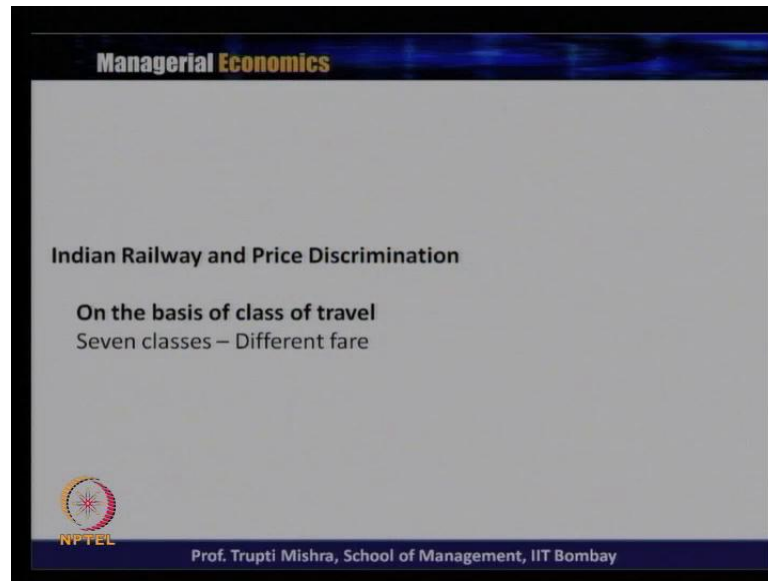 Managerial Economics
Indian Railway and Price Discrimination
On the basis of class of travel
Seven classes – Different fare
NPTEL
Prof. Trupti Mishra, School of Management, IIT Bombay